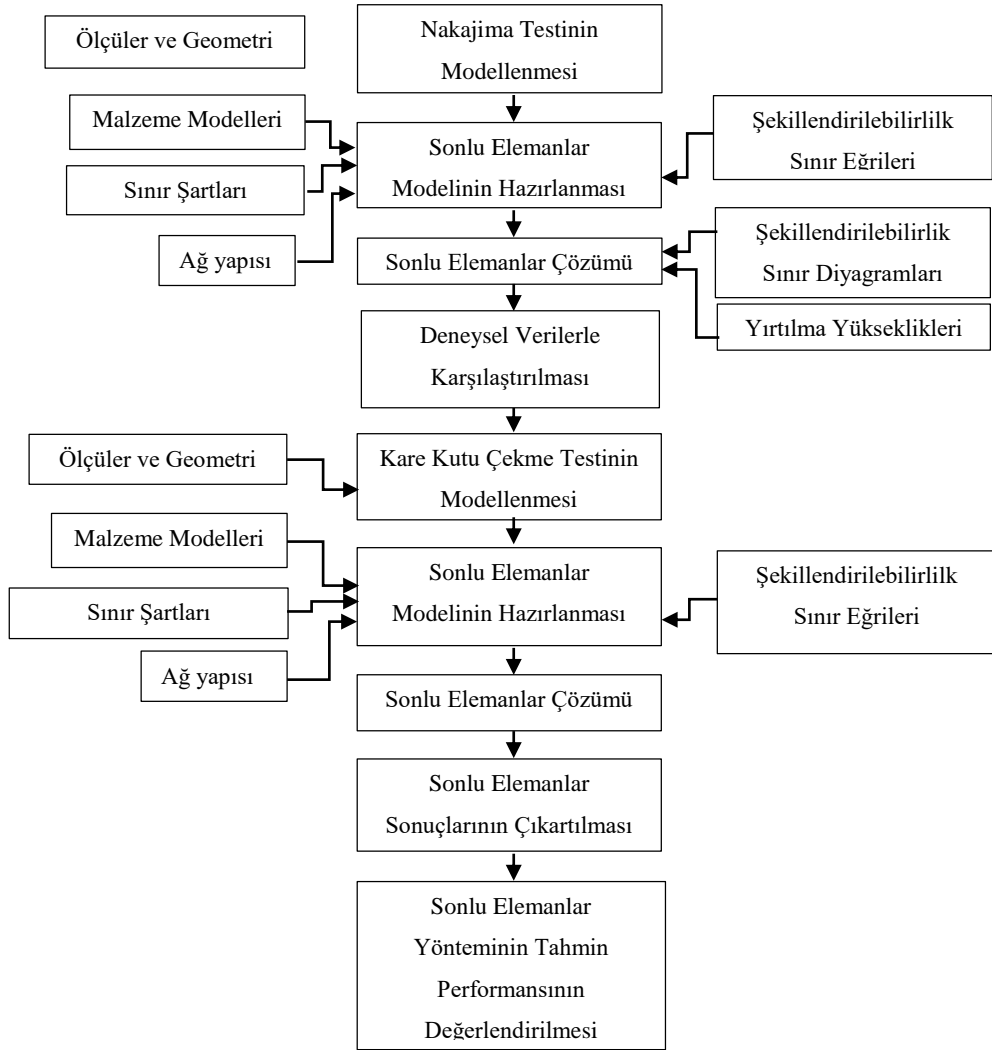 Ölçüler ve Geometri
Nakajima Testinin
Modellenmesi
Malzeme Modelleri
Sınır Şartları
Ağ yapısı
Sonlu Elemanlar
Modelinin Hazırlanması
Şekillendirilebilirlilk
Sınır Eğrileri
Sonlu Elemanlar Çözümü
Şekillendirilebilirlik
Sınır Diyagramları
Yırtılma Yükseklikleri
Deneysel Verilerle
Karşılaştırılması
Ölçüler ve Geometri
Kare Kutu Çekme Testinin
Modellenmesi
Malzeme Modelleri
Sınır Şartları
Ağ yapısı
Sonlu Elemanlar
Modelinin Hazırlanması
Şekillendirilebilirlilk
Sınır Eğrileri
Sonlu Elemanlar Çözümü
Sonlu Elemanlar
Sonuçlarının Çıkartılması
Sonlu Elemanlar
Yönteminin Tahmin
Performansının
Değerlendirilmesi